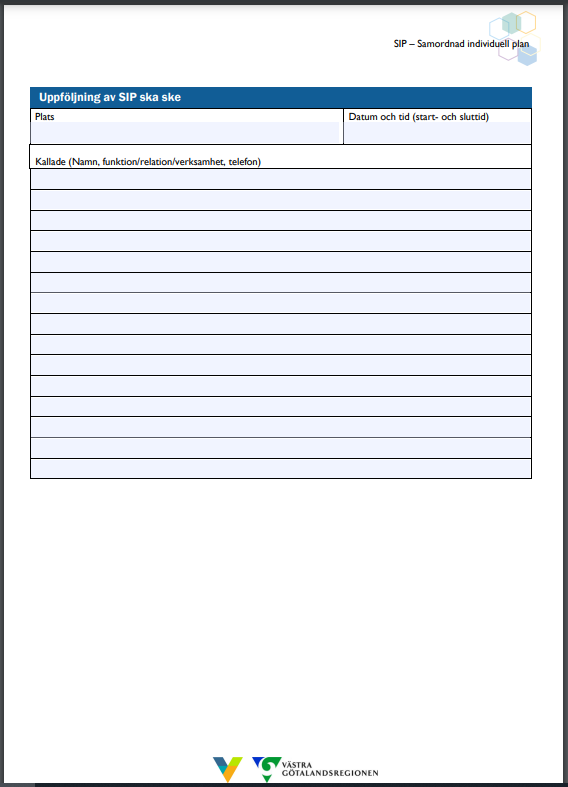 SIP – Samordnad individuell plan
Uppföljning av SIP ska ske
Plats
Datum och tid (start- och sluttid)
Kallade (Namn, funktion/relation/verksamhet, telefon)
VÄSTRA
GÖTALANDSREGIONEN